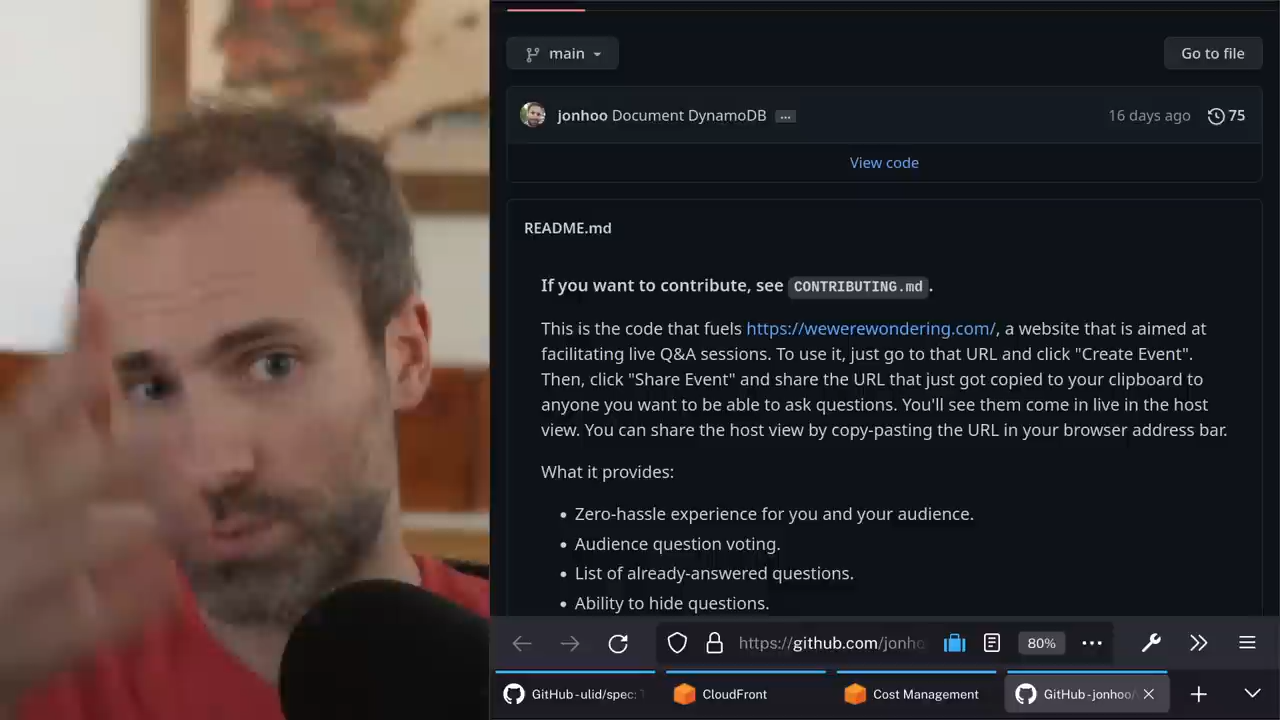 main
Go to file
jonhoo Document DynamoDB ...
16 days ago
75
View code
README.md
If you want to contribute, see CONTRIBUTING.md.
This is the code that fuels https://wewerewondering.com/, a website that is aimed at
facilitating live Q&A sessions. To use it, just go to that URL and click "Create Event".
Then, click "Share Event" and share the URL that just got copied to your clipboard to
anyone you want to be able to ask questions. You'll see them come in live in the host
view. You can share the host view by copy-pasting the URL in your browser address bar.
What it provides:
• Zero-hassle experience for you and your audience.
• Audience question voting.
• List of already-answered questions.
• Ability to hide questions.
https://github.com/jonho
80%
GitHub - ulid/spec:
CloudFront
Cost Management
GitHub - jonhoo/